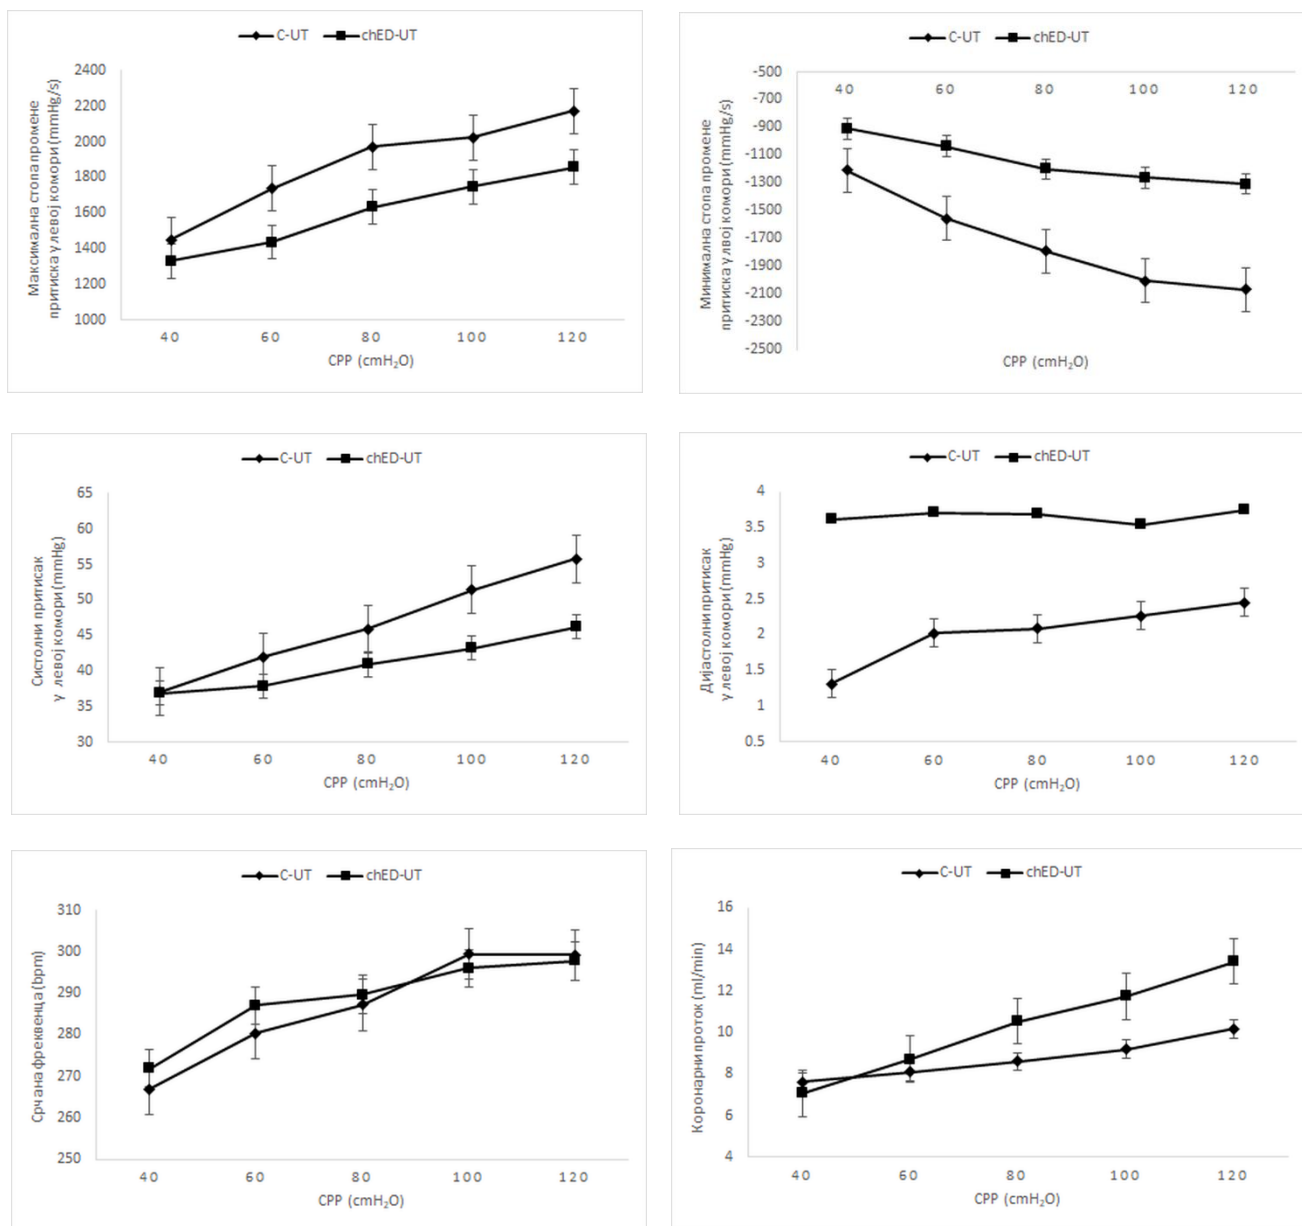 C-UT chED-UT
Максимална стопа промене
притиска у левој комори (mmHg/s)
2400
2200
2000
1800
1600
1400
1200
1000
40 60 80 100 120
CPP (cmH₂O)
C-UT chED-UT
Минимална стопа промене
притиска у лвој комори (mmHg/s)
-500
-700
-900
-1100
-1300
-1500
-1700
-1900
-2100
-2300
-2500
40 60 80 100 120
CPP (cmH₂O)
C-UT chED-UT
Систолни притисак
у левој комори (mmHg)
65
60
55
50
45
40
35
30
40 60 80 100 120
CPP (cmH₂O)
C-UT chED-UT
Дијастолни притисак
у левој комори (mmHg)
4
3.5
3
2.5
2
1.5
1
0.5
40 60 80 100 120
CPP (cmH₂O)
C-UT chED-UT
Срчана фреквенца (bpm)
310
300
290
280
270
260
250
40 60 80 100 120
CPP (cmH₂O)
C-UT chED-UT
Коронарни проток (ml/min)
16
14
12
10
8
6
4
40 60 80 100 120
CPP (cmH₂O)